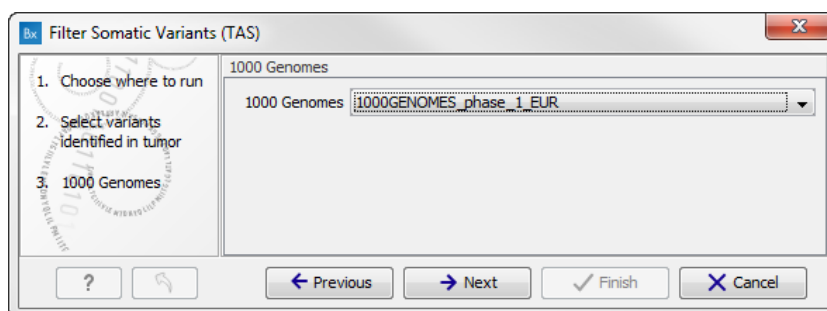 Bx Filter Somatic Variants (TAS)
1. Choose where to run
2. Select variants
identified in tumor
3. 1000 Genomes
1000 Genomes
1000 Genomes 1000GENOMES_phase_1_EUR
? Previous Next Finish Cancel